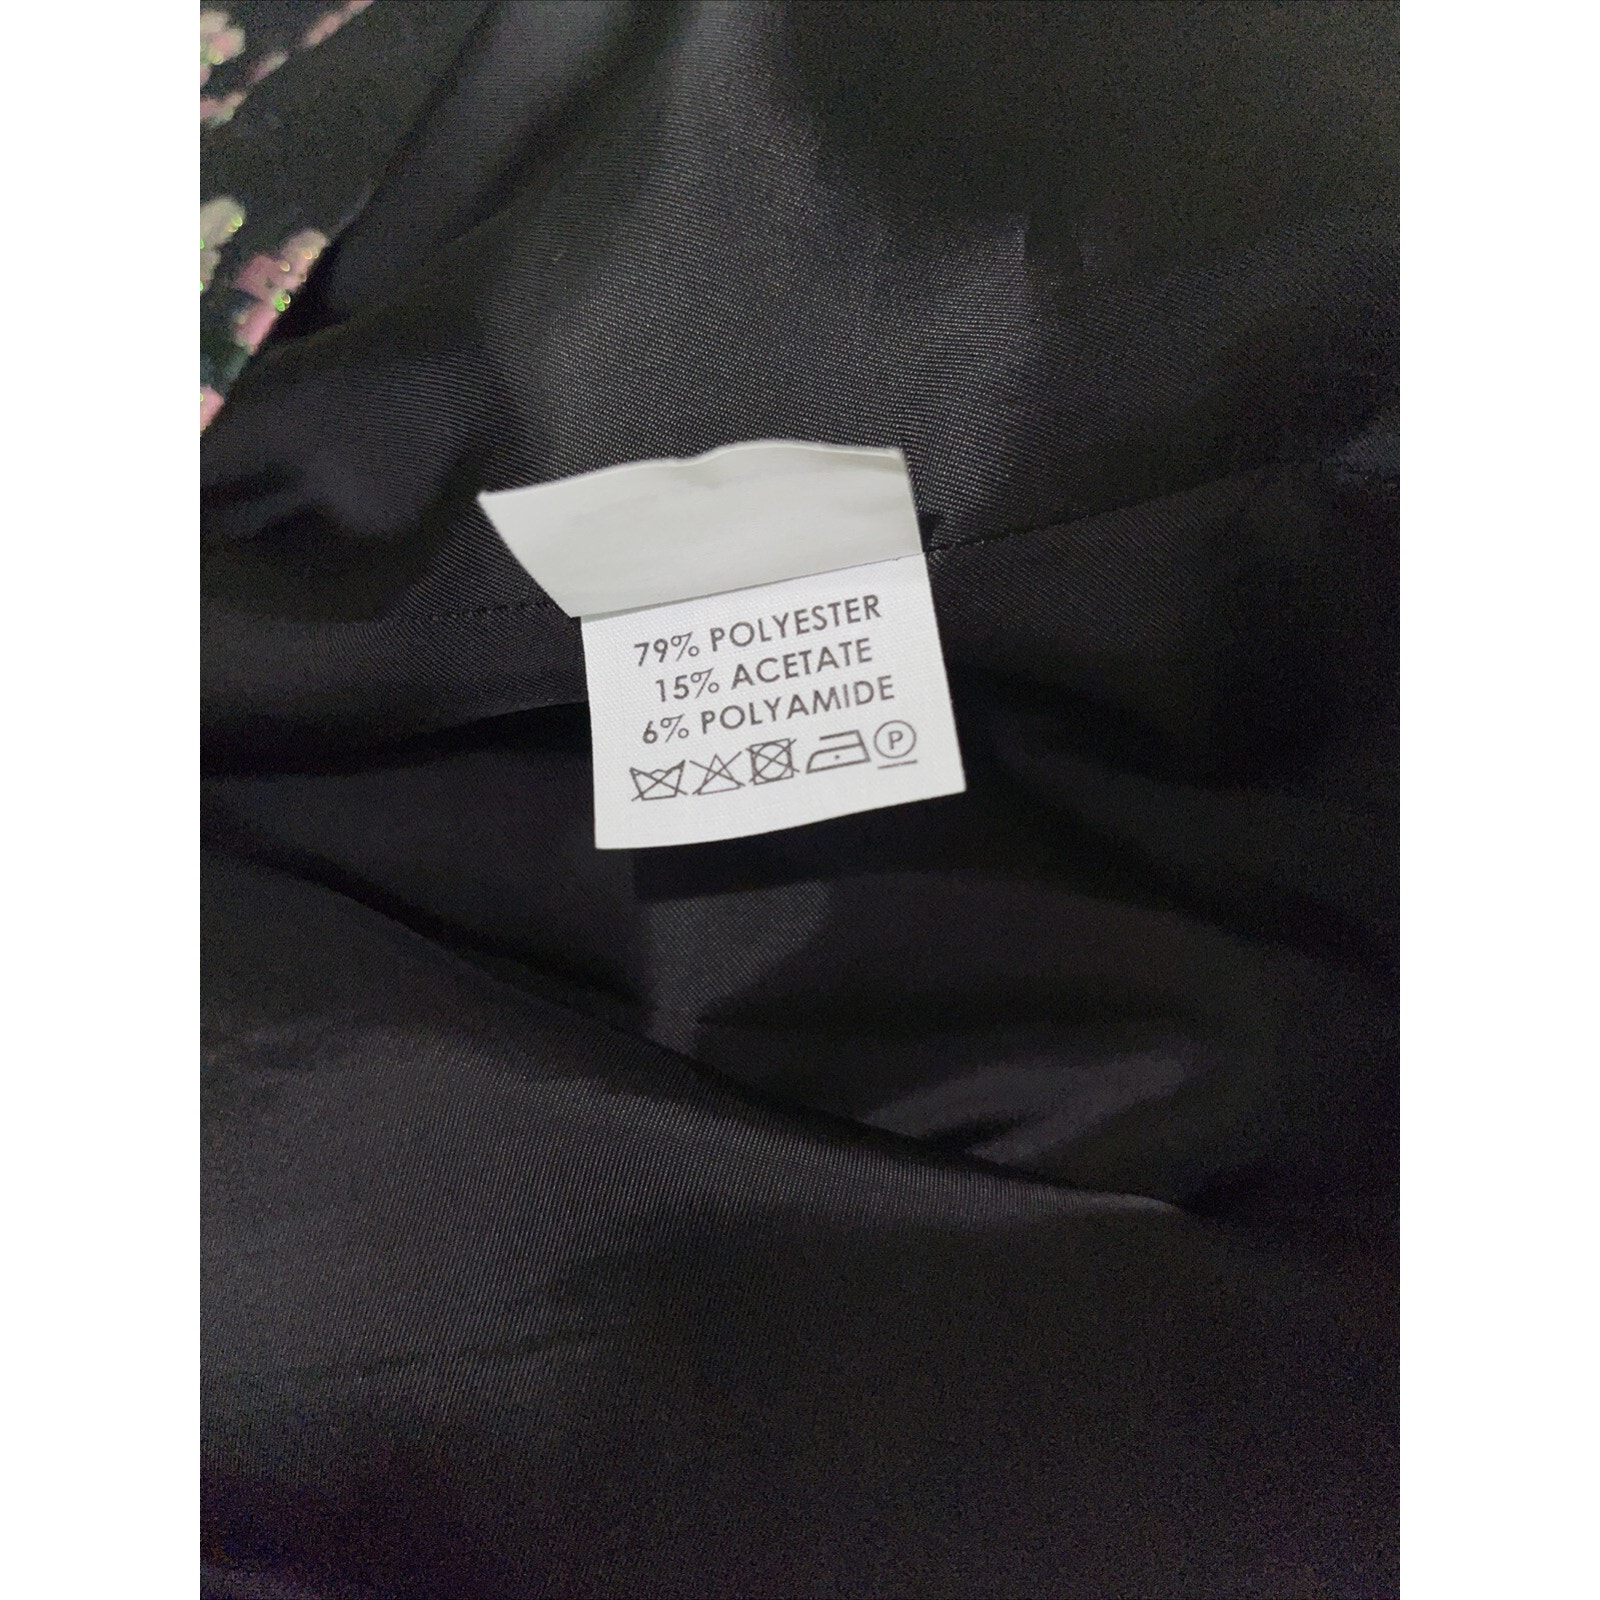 79% POLYESTER
15% ACETATE
6% POLYAMIDE
P